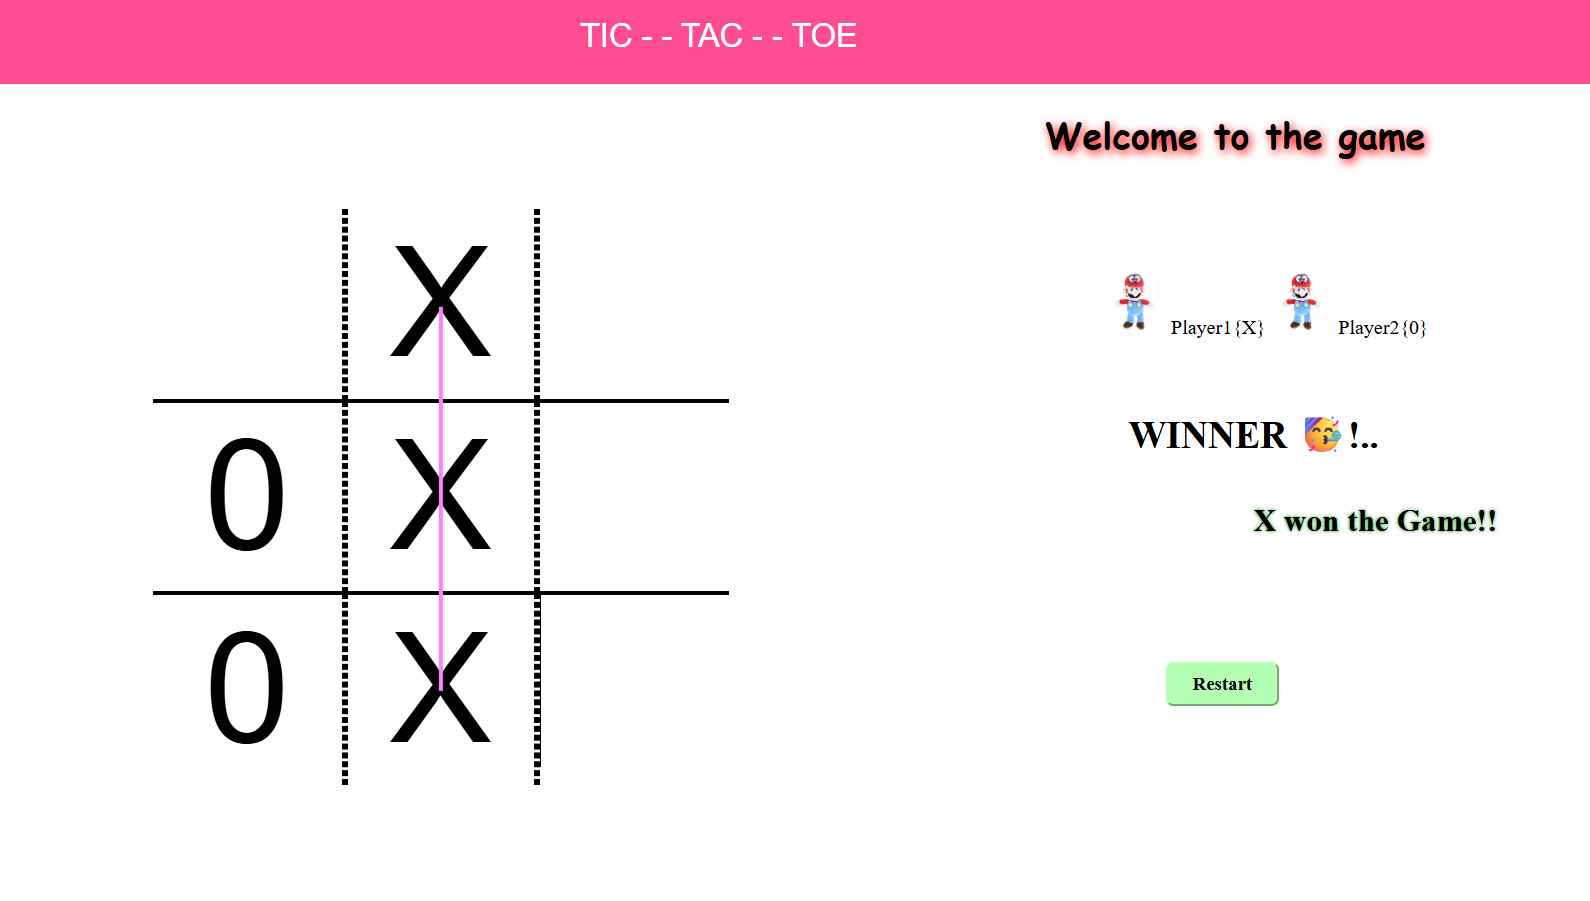 TIC - - TAC - - TOE
Welcome to the game
X
0 X
0 X
Player1{X} Player2{0}
WINNER 🥳!..
X won the Game!!
Restart